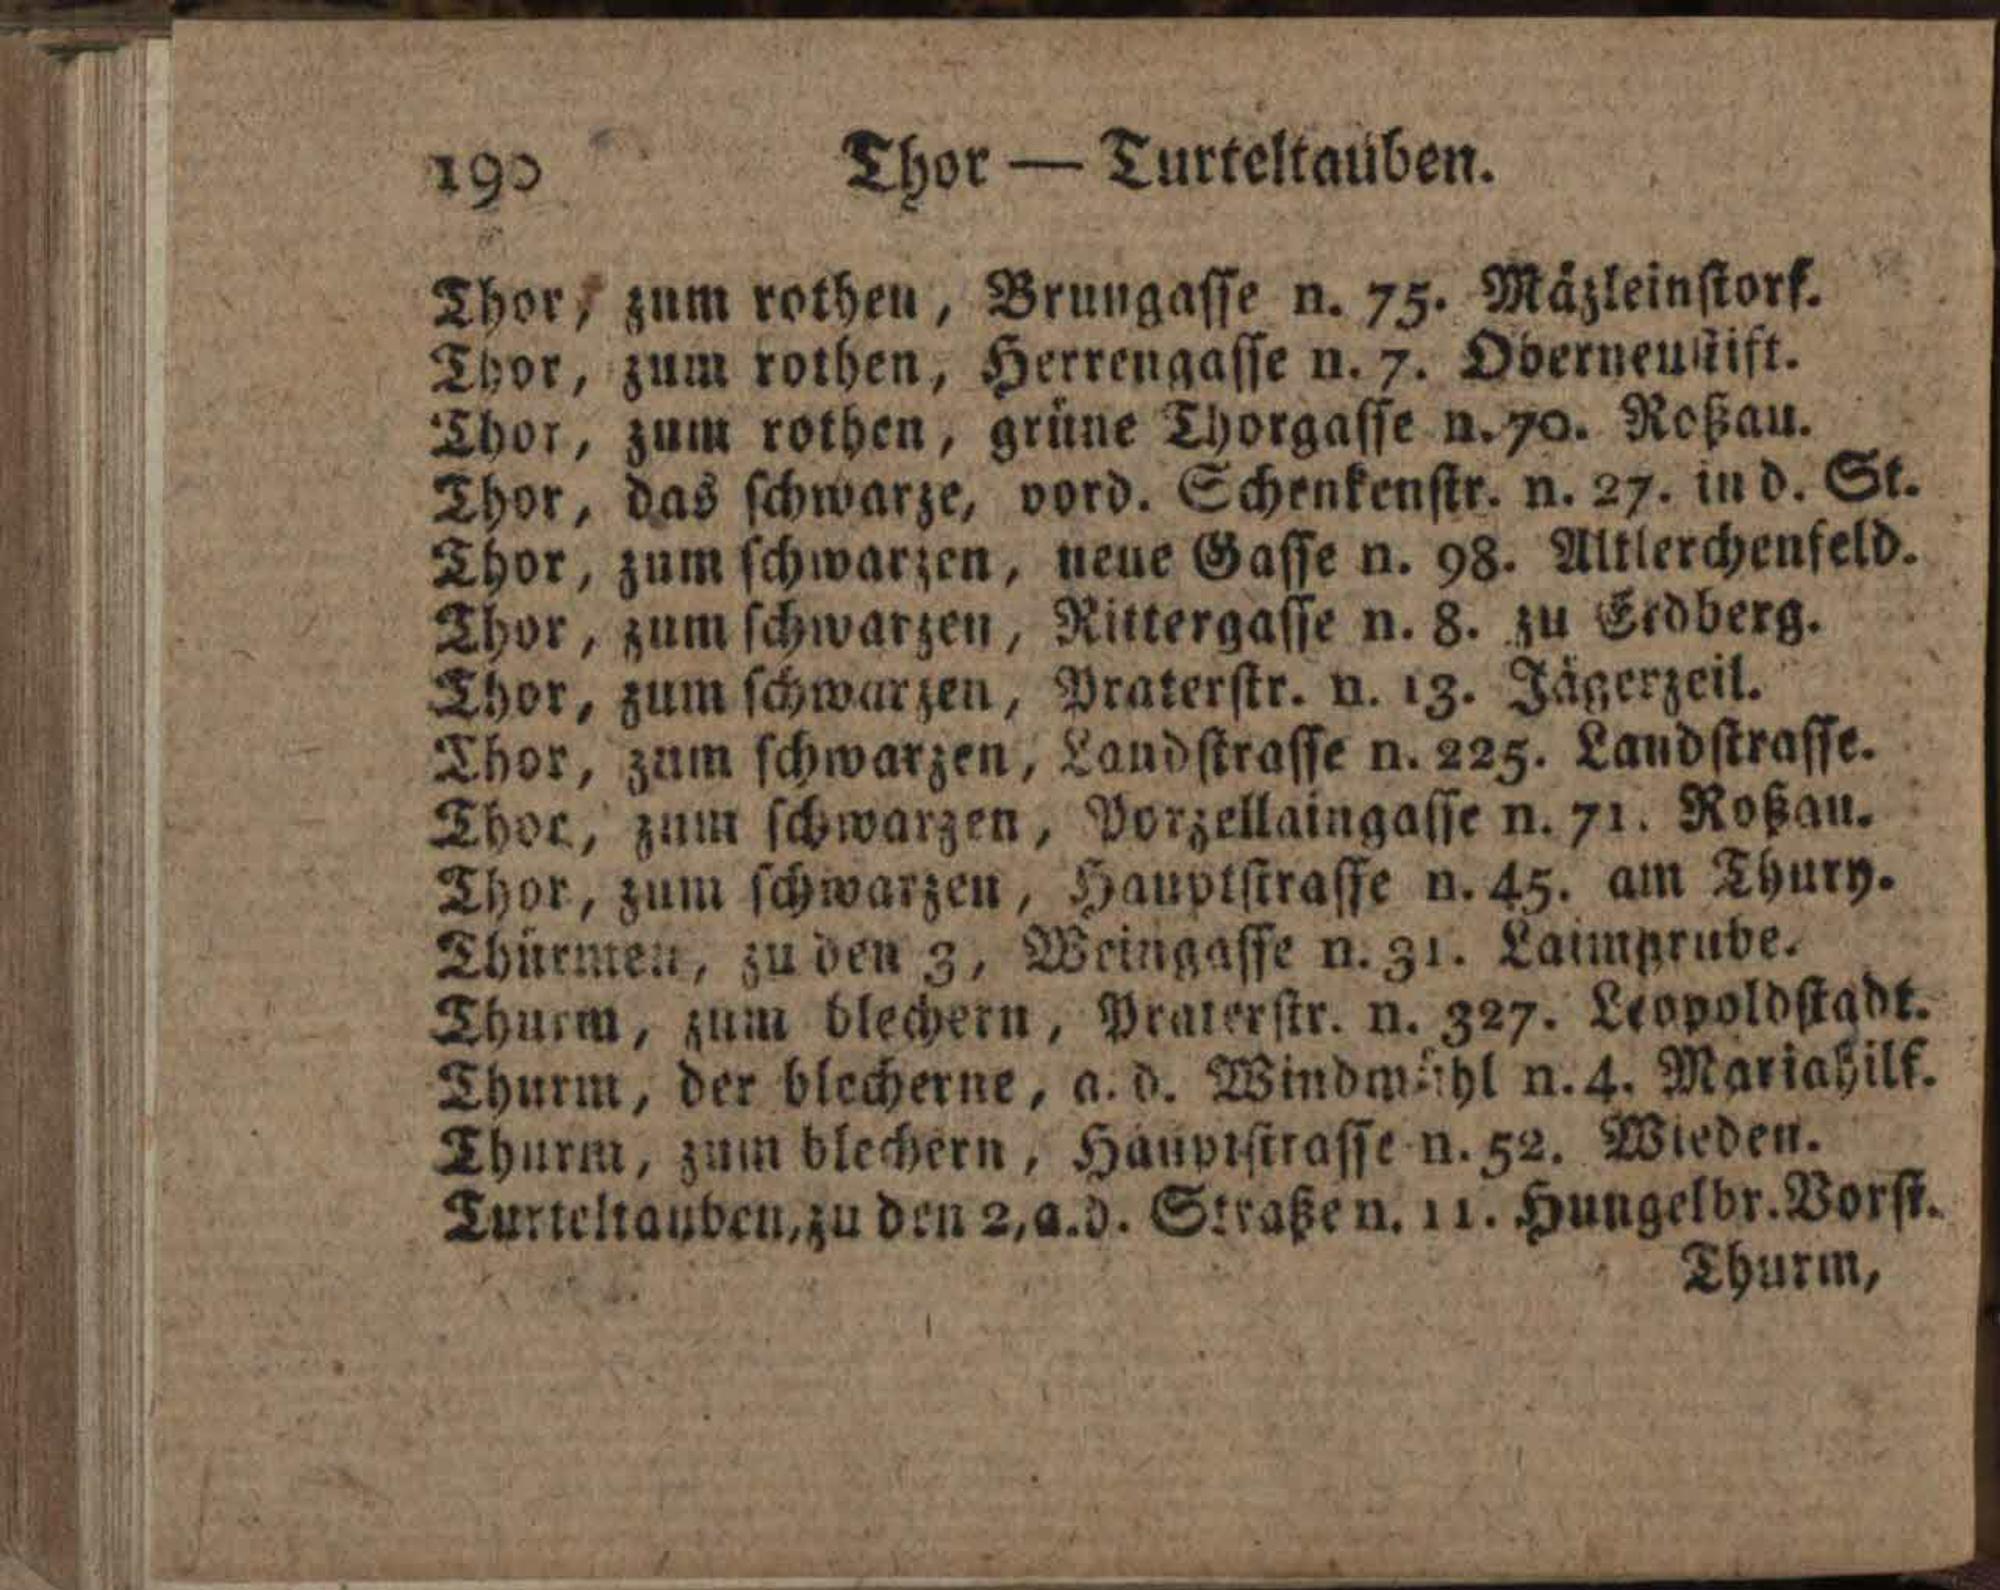 190 Thor — Turteltauben.
Thor, zum rothen, Brungasse n. 75. Mäzleinstorf.
Thor, zum rothen, Herrengasse n. 7. Oberneustift.
Thor, zum rothen, grüne Thorgasse n. 70. Roßau.
Thor, das schwarze, vord. Schenkenstr. n. 27. in d. St.
Thor, zum schwarzen, neue Gasse n. 98. Altlerchenfeld.
Thor, zum schwarzen, Rittergasse n. 8. zu Erdberg.
Thor, zum schwarzen, Praterstr. n. 13. Jägerzeil.
Thor, zum schwarzen, Landstrasse n. 225. Landstrasse.
Thor, zum schwarzen, Porzellaingasse n. 71. Roßau.
Thor, zum schwarzen, Hauptstrasse n. 45. am Thury.
Thürmen, zu den 3, Weingasse n. 31. Laimgrube.
Thurm, zum blechern, Praterstr. n. 327. Leopoldstadt.
Thurm, der blecherne, a. d. Windmühl n. 4. Mariahilf.
Thurm, zum blechern, Hauptstrasse n. 52. Wieden.
Turteltauben, zu den 2, a. d. Straße n. 11. Hungelbr. Vorst.
Thurm,